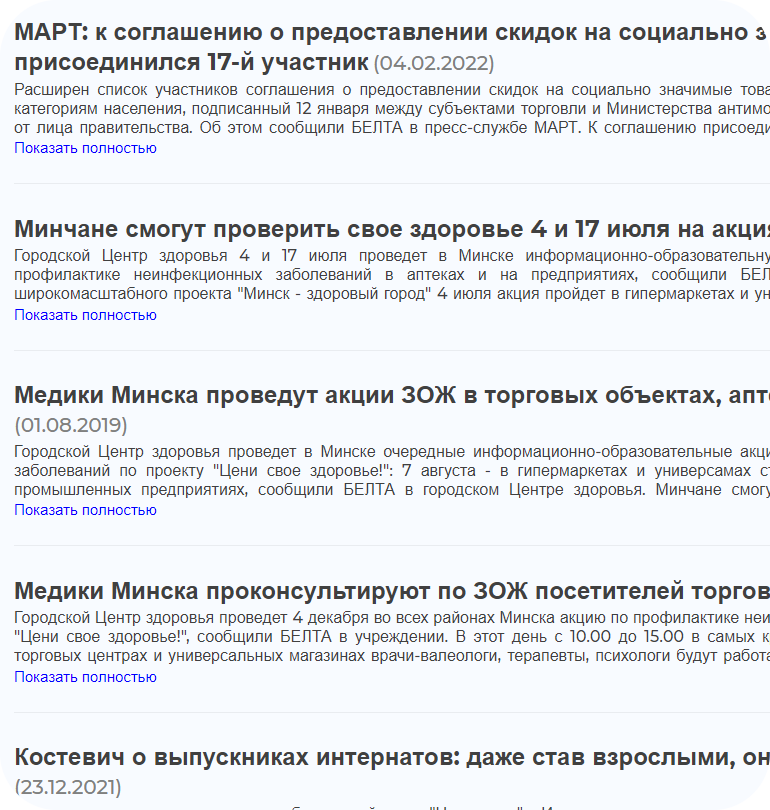 МАРТ: к соглашению о предоставлении скидок на социально з
присоединился 17-й участник (04.02.2022)
Расширен список участников соглашения о предоставлении скидок на социально значимые това
категориям населения, подписанный 12 января между субъектами торговли и Министерства антимо
от лица правительства. Об этом сообщили БЕЛТА в пресс-службе МАРТ. К соглашению присоеди
Показать полностью
Минчане смогут проверить свое здоровье 4 и 17 июля на акция
Городской Центр здоровья 4 и 17 июля проведет в Минске информационно-образовательну
профилактике неинфекционных заболеваний в аптеках и на предприятиях, сообщили БЕЛ
широкомасштабного проекта "Минск - здоровый город" 4 июля акция пройдет в гипермаркетах и ун
Показать полностью
Медики Минска проведут акции ЗОЖ в торговых объектах, апте
(01.08.2019)
Городской Центр здоровья проведет в Минске очередные информационно-образовательные акци
заболеваний по проекту "Цени свое здоровье!": 7 августа - в гипермаркетах и универсамах ст
промышленных предприятиях, сообщили БЕЛТА в городском Центре здоровья. Минчане смогу
Показать полностью
Медики Минска проконсультируют по ЗОЖ посетителей торгов
Городской Центр здоровья проведет 4 декабря во всех районах Минска акцию по профилактике неи
"Цени свое здоровье!", сообщили БЕЛТА в учреждении. В этот день с 10.00 до 15.00 в самых к
торговых центрах и универсальных магазинах врачи-валеологи, терапевты, психологи будут работа
Показать полностью
Костевич о выпускниках интернатов: даже став взрослыми, он
(23.12.2021)